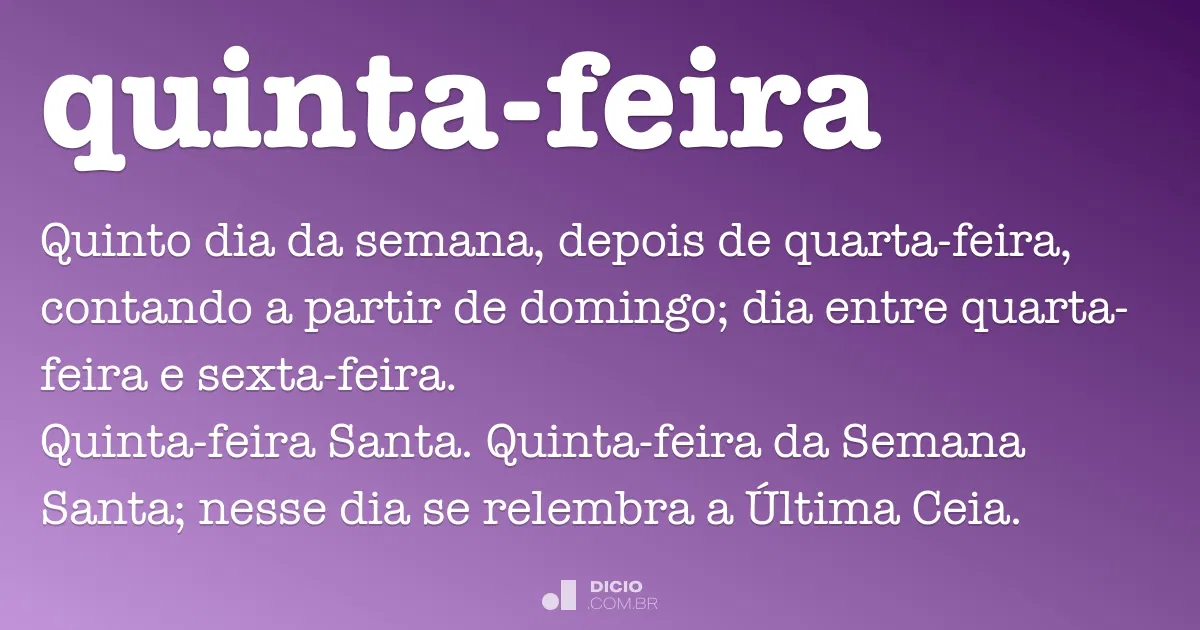 quinta-feira
Quinto dia da semana, depois de quarta-feira,
contando a partir de domingo; dia entre quarta-
feira e sexta-feira.
Quinta-feira Santa. Quinta-feira da Semana
Santa; nesse dia se relembra a Última Ceia.
DICIO
.COM.BR